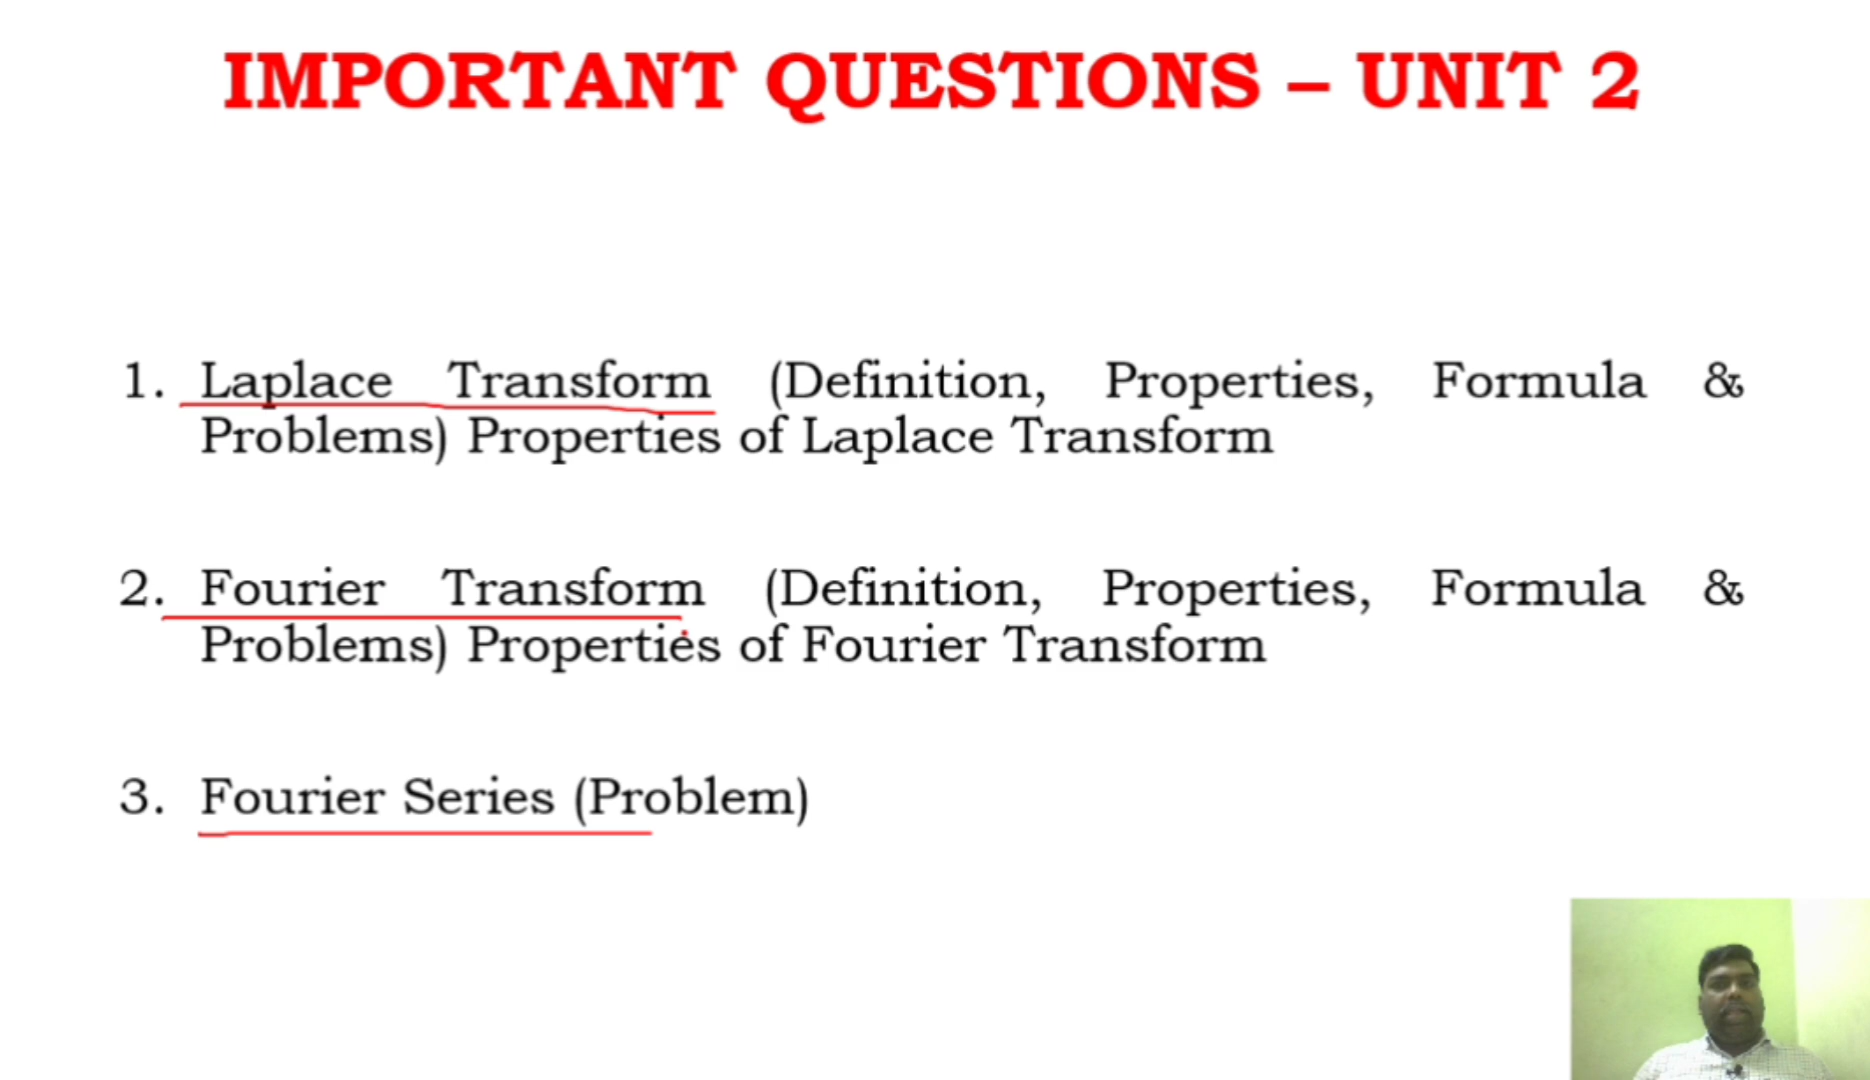 IMPORTANT QUESTIONS – UNIT 2
1. Laplace Transform (Definition, Properties, Formula &
Problems) Properties of Laplace Transform
2. Fourier Transform (Definition, Properties, Formula &
Problems) Properties of Fourier Transform
3. Fourier Series (Problem)